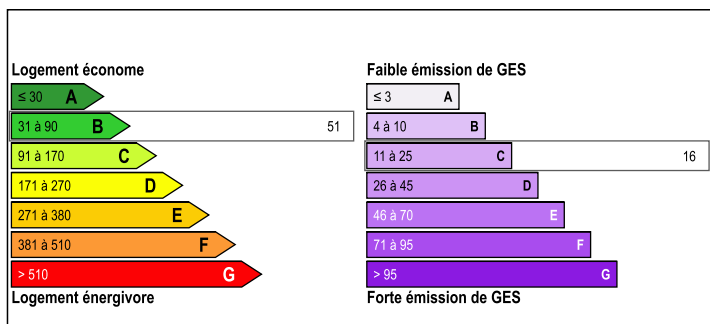 Logement économe
≤ 30 A
31 à 90 B 51
91 à 170 C
171 à 270 D
271 à 380 E
381 à 510 F
> 510 G
Logement énergivore
Faible émission de GES
≤ 3 A
4 à 10 B
11 à 25 C 16
26 à 45 D
46 à 70 E
71 à 95 F
> 95 G
Forte émission de GES